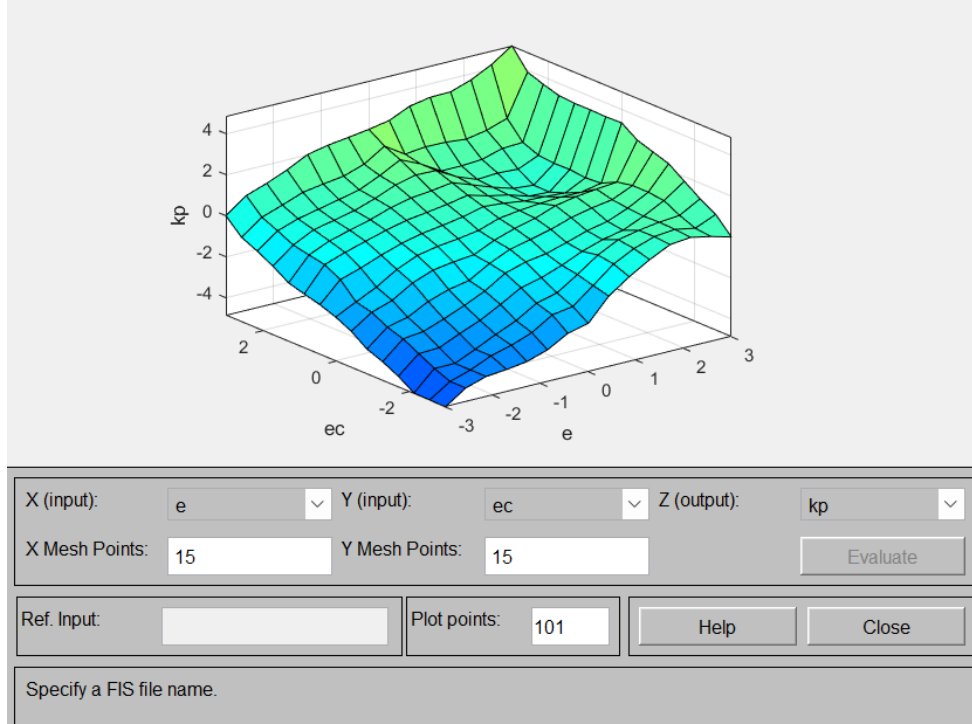 4
2
0
-2
-4
kp
2
0
-2
ec
-3
-2
-1
0
1
2
3
e
X (input): e Y (input): ec Z (output): kp
X Mesh Points: 15 Y Mesh Points: 15 Evaluate
Ref. Input: Plot points: 101 Help Close
Specify a FIS file name.